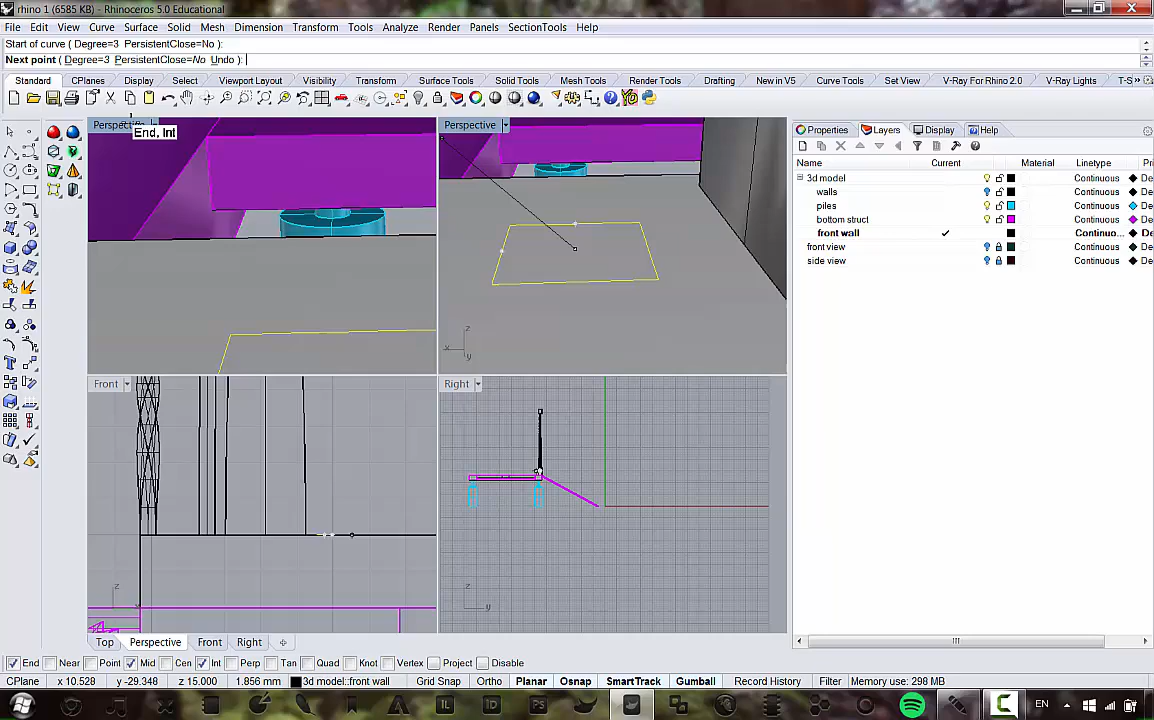 rhino 1 (6585 KB) - Rhinoceros 5.0 Educational
File Edit View Curve Surface Solid Mesh Dimension Transform Tools Analyze Render Panels SectionTools Help
Start of curve ( Degree=3 PersistentClose=No ):
Next point ( Degree=3 PersistentClose=No Undo ):
Standard CPlanes Display Select Viewport Layout Visibility Transform Surface Tools Solid Tools Mesh Tools Render Tools Drafting New in V5 Curve Tools Set View V-Ray For Rhino 2.0 V-Ray Lights T-S
End, Int
Perspective
Properties Layers Display Help
Name Current Material Linetype
3d model Continuous
walls Continuous
piles Continuous
bottom struct Continuous
front wall Continuo...
front view Continuous
side view Continuous
z
x
y
Front
Right
z
z
y
Top Perspective Front Right
End Near Point Mid Cen Int Perp Tan Quad Knot Vertex Project Disable
CPlane x 10.528 y -29.348 z 15.000 1.856 mm 3d model::front wall Grid Snap Ortho Planar Osnap SmartTrack Gumball Record History Filter Memory use: 298 MB
IL ID PS EN